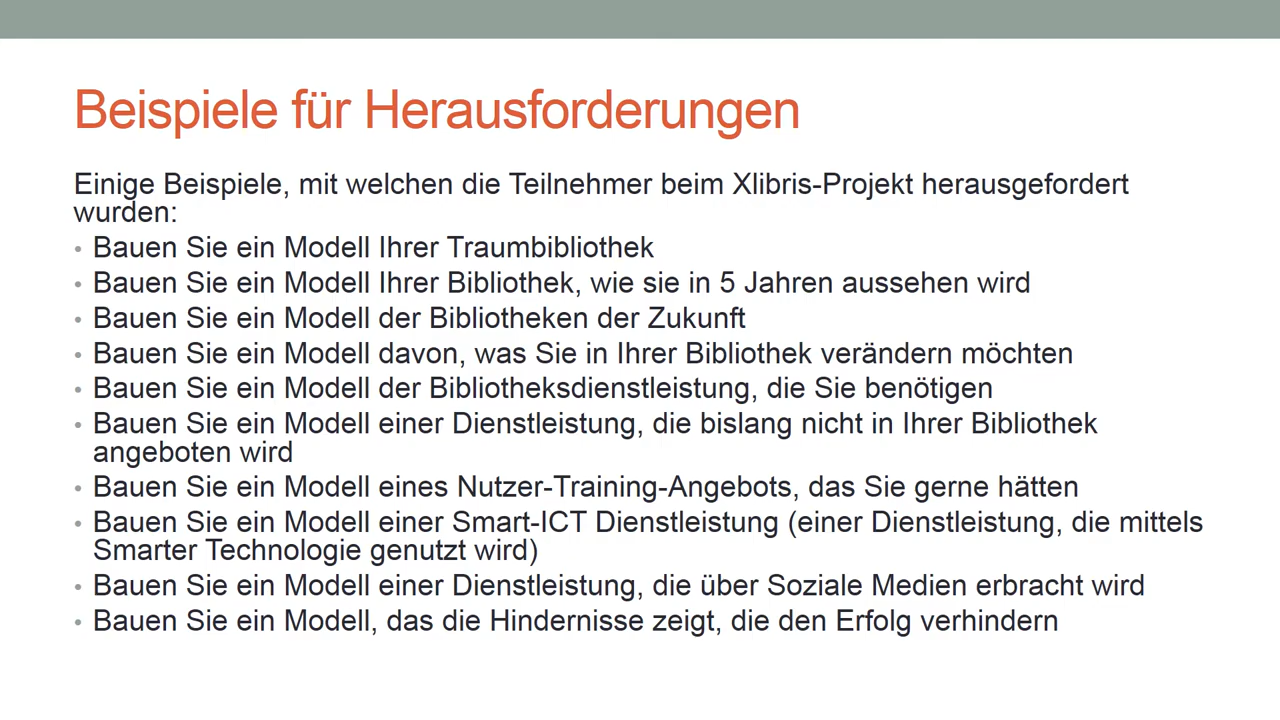 Beispiele für Herausforderungen
Einige Beispiele, mit welchen die Teilnehmer beim Xlibris-Projekt herausgefordert
wurden:
• Bauen Sie ein Modell Ihrer Traumbibliothek
• Bauen Sie ein Modell Ihrer Bibliothek, wie sie in 5 Jahren aussehen wird
• Bauen Sie ein Modell der Bibliotheken der Zukunft
• Bauen Sie ein Modell davon, was Sie in Ihrer Bibliothek verändern möchten
• Bauen Sie ein Modell der Bibliotheksdienstleistung, die Sie benötigen
• Bauen Sie ein Modell einer Dienstleistung, die bislang nicht in Ihrer Bibliothek
angeboten wird
• Bauen Sie ein Modell eines Nutzer-Training-Angebots, das Sie gerne hätten
• Bauen Sie ein Modell einer Smart-ICT Dienstleistung (einer Dienstleistung, die mittels
Smarter Technologie genutzt wird)
• Bauen Sie ein Modell einer Dienstleistung, die über Soziale Medien erbracht wird
• Bauen Sie ein Modell, das die Hindernisse zeigt, die den Erfolg verhindern